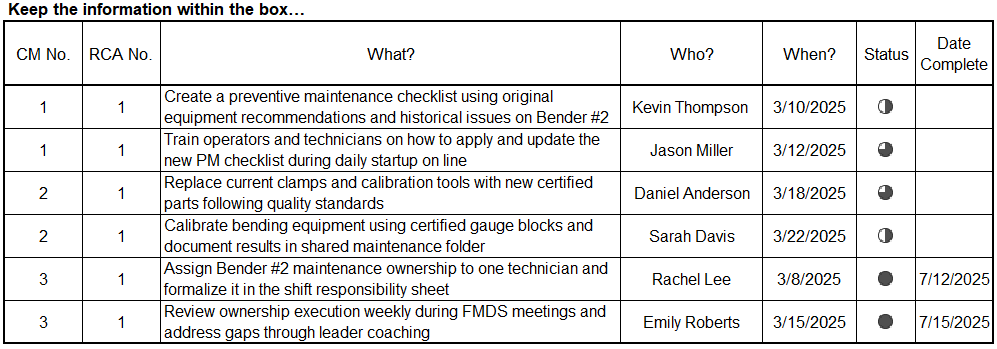 Keep the information within the box…
CM No. RCA No. What? Who? When? Status Date Complete
1 1 Create a preventive maintenance checklist using original
equipment recommendations and historical issues on Bender #2 Kevin Thompson 3/10/2025
1 1 Train operators and technicians on how to apply and update the
new PM checklist during daily startup on line Jason Miller 3/12/2025
2 1 Replace current clamps and calibration tools with new certified
parts following quality standards Daniel Anderson 3/18/2025
2 1 Calibrate bending equipment using certified gauge blocks and
document results in shared maintenance folder Sarah Davis 3/22/2025
3 1 Assign Bender #2 maintenance ownership to one technician and
formalize it in the shift responsibility sheet Rachel Lee 3/8/2025 7/12/2025
3 1 Review ownership execution weekly during FMDS meetings and
address gaps through leader coaching Emily Roberts 3/15/2025 7/15/2025